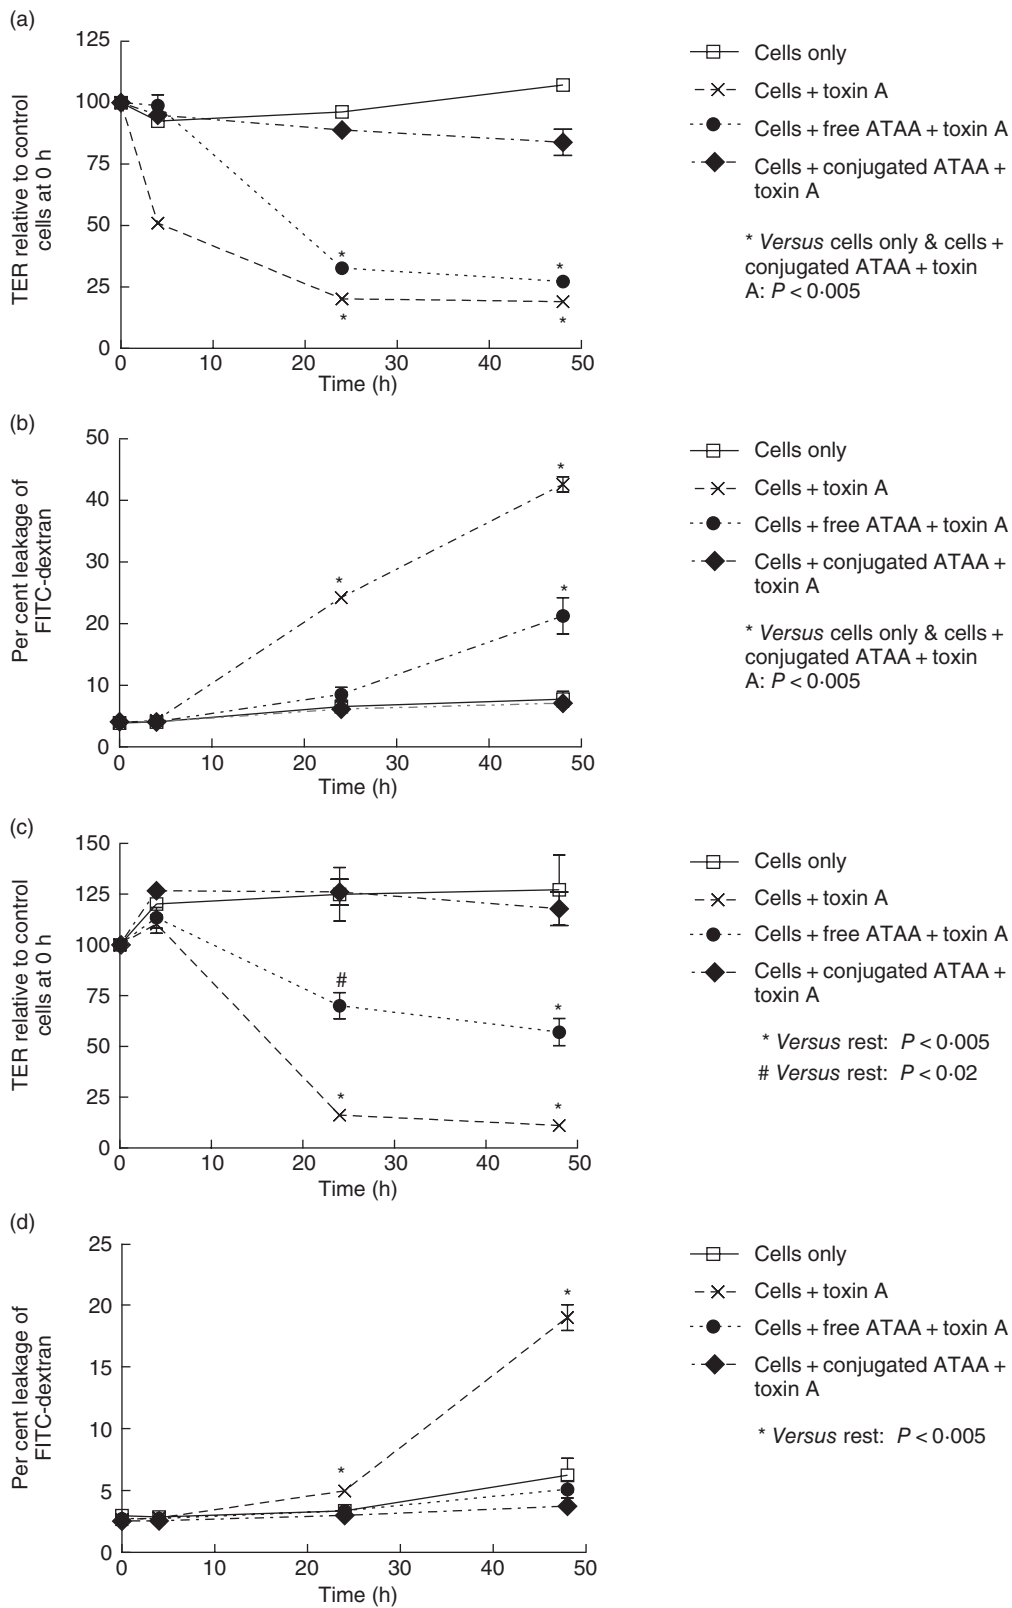 (a)
125
100
75
50
25
0
TER relative to control
cells at 0 h
0 10 20 30 40 50
Time (h)
* *
* *
Cells only
Cells + toxin A
Cells + free ATAA + toxin A
Cells + conjugated ATAA +
toxin A
* Versus cells only & cells +
conjugated ATAA + toxin
A: P < 0·005
(b)
50
40
30
20
10
0
Per cent leakage of
FITC-dextran
0 10 20 30 40 50
Time (h)
*
*
*
Cells only
Cells + toxin A
Cells + free ATAA + toxin A
Cells + conjugated ATAA +
toxin A
* Versus cells only & cells +
conjugated ATAA + toxin
A: P < 0·005
(c)
150
125
100
75
50
25
0
TER relative to control
cells at 0 h
0 10 20 30 40 50
Time (h)
#
*
* *
Cells only
Cells + toxin A
Cells + free ATAA + toxin A
Cells + conjugated ATAA +
toxin A
* Versus rest: P < 0·005
# Versus rest: P < 0·02
(d)
25
20
15
10
5
0
Per cent leakage of
FITC-dextran
0 10 20 30 40 50
Time (h)
*
*
Cells only
Cells + toxin A
Cells + free ATAA + toxin A
Cells + conjugated ATAA +
toxin A
* Versus rest: P < 0·005